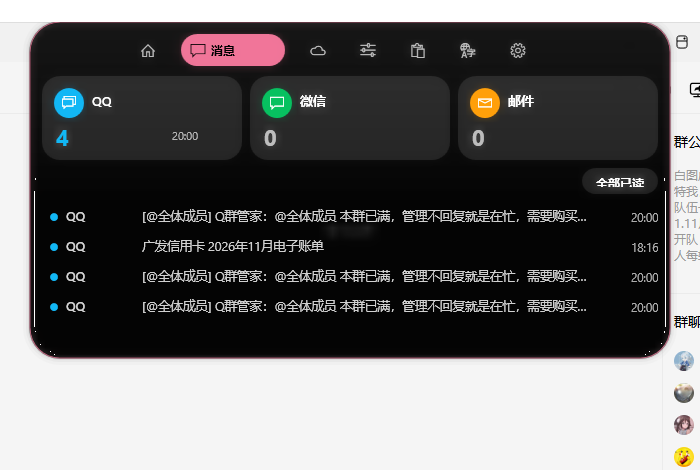 消息
A字
QQ
微信
邮件
4
20:00
0
0
全部已读
QQ
[@全体成员] Q群管家：@全体成员 本群已满，管理不回复就是在忙，需要购买...
20:00
QQ
广发信用卡 2026年11月电子账单
18:16
QQ
[@全体成员] Q群管家：@全体成员 本群已满，管理不回复就是在忙，需要购买...
20:00
QQ
[@全体成员] Q群管家：@全体成员 本群已满，管理不回复就是在忙，需要购买...
20:00
群公
白图
特我
队伍
1.11.
开队
人每
群聊